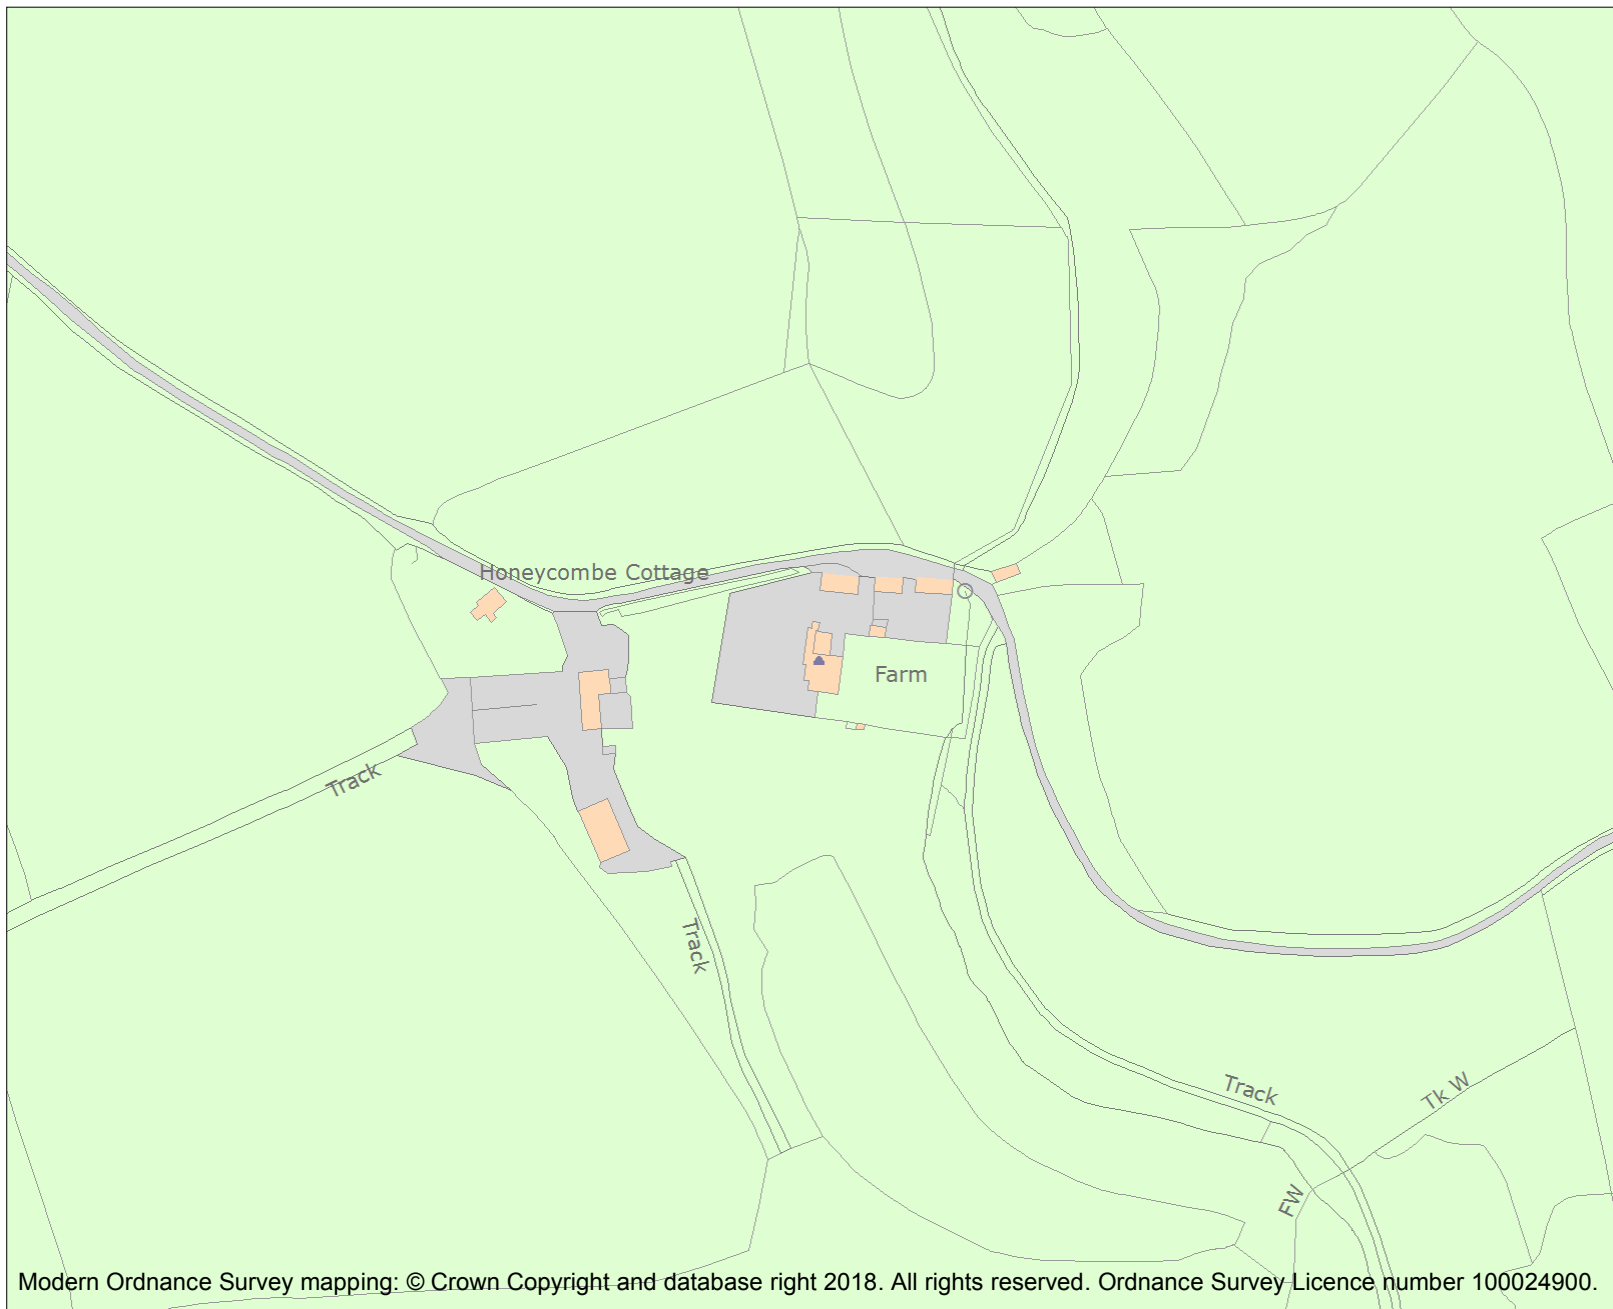 Honeycombe Cottage
Farm
Track
Track
Track
Tk W
FW
Modern Ordnance Survey mapping: © Crown Copyright and database right 2018. All rights reserved. Ordnance Survey Licence number 100024900.